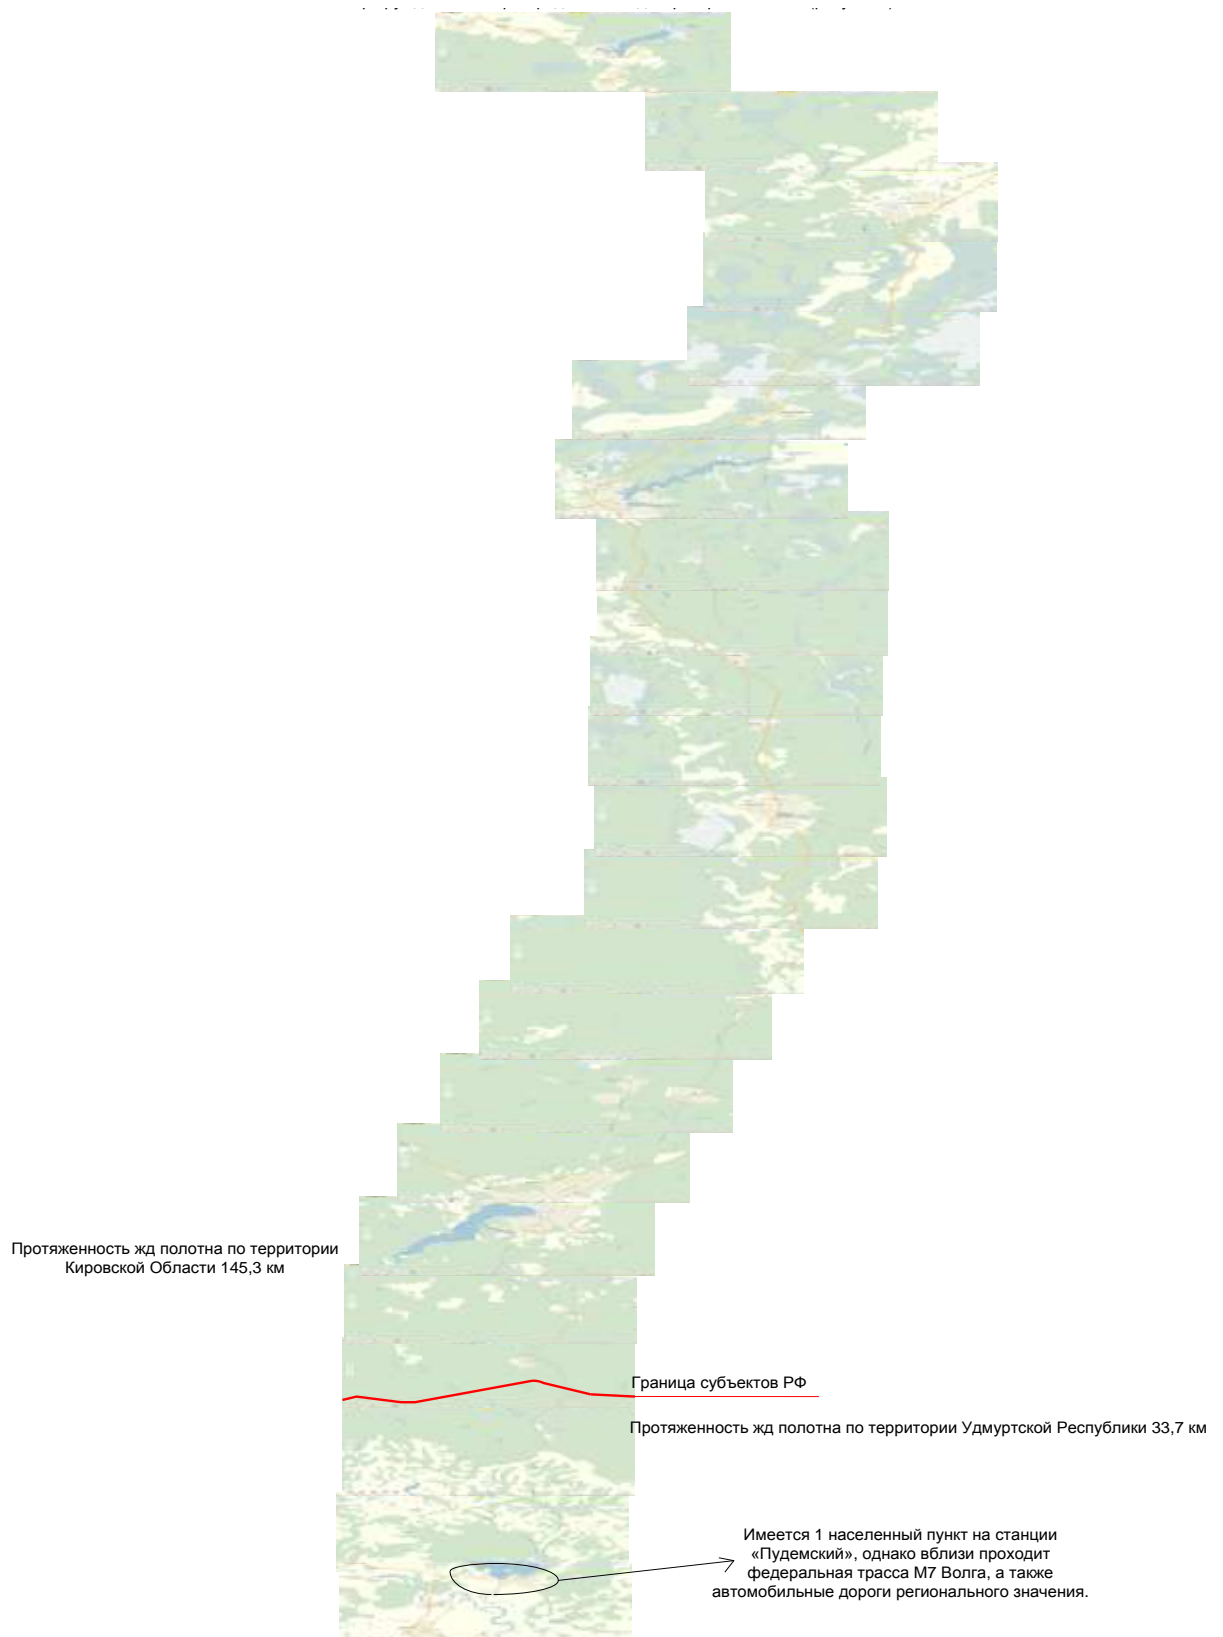 Протяженность жд полотна по территории
Кировской Области 145,3 км
Граница субъектов РФ
Протяженность жд полотна по территории Удмуртской Республики 33,7 км
Имеется 1 населенный пункт на станции
«Пудемский», однако вблизи проходит
федеральная трасса М7 Волга, а также
автомобильные дороги регионального значения.